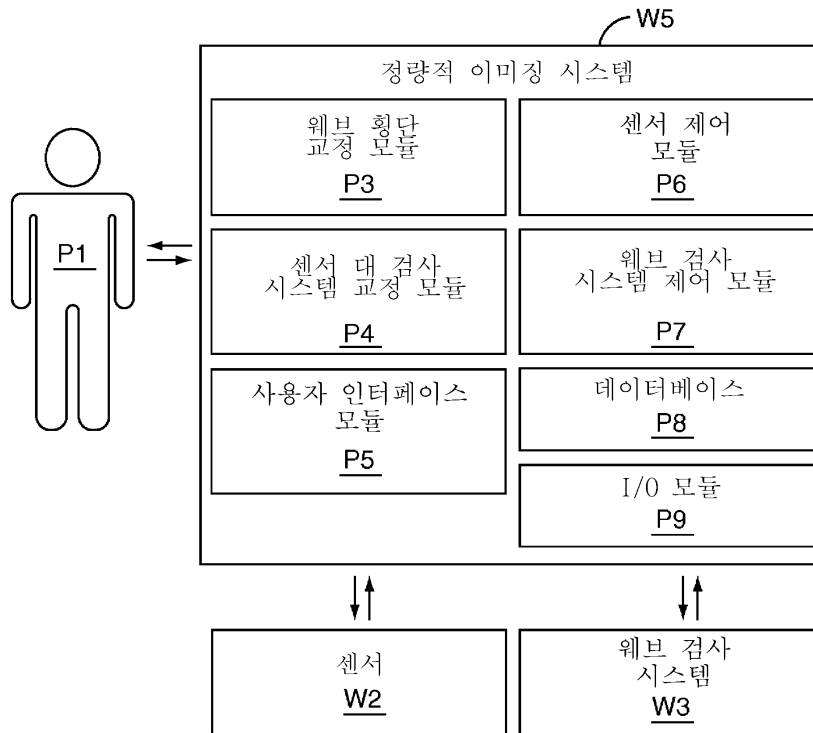 W5
정량적 이미징 시스템
웨브 횡단
교정 모듈
P3
센서 제어
모듈
P6
P1
센서 대 검사
시스템 교정 모듈
P4
웨브 검사
시스템 제어 모듈
P7
사용자 인터페이스
모듈
P5
데이터베이스
P8
I/O 모듈
P9
센서
W2
웨브 검사
시스템
W3